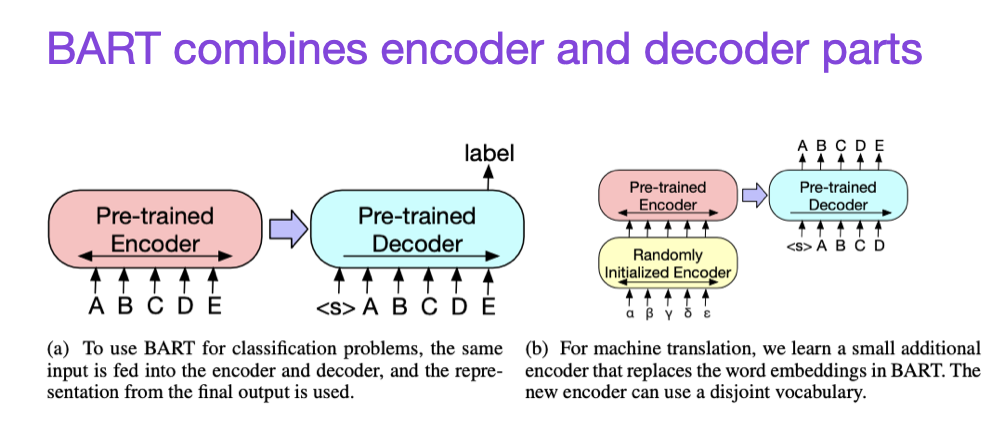 BART combines encoder and decoder parts
label
Pre-trained
Encoder
Pre-trained
Decoder
A B C D E
<s> A B C D E
A B C D E
Pre-trained
Encoder
Pre-trained
Decoder
<s> A B C D
Randomly
Initialized Encoder
α β γ δ ε
(a) To use BART for classification problems, the same
input is fed into the encoder and decoder, and the repre-
sentation from the final output is used.
(b) For machine translation, we learn a small additional
encoder that replaces the word embeddings in BART. The
new encoder can use a disjoint vocabulary.